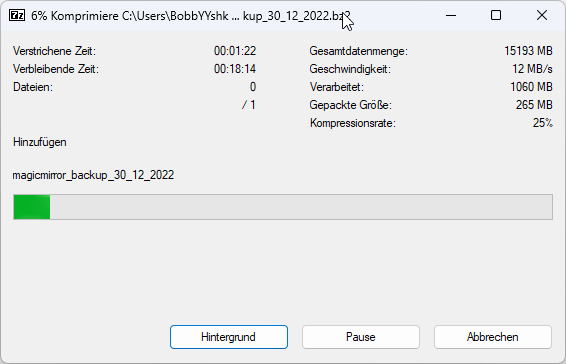 7z 6% Komprimiere C:\Users\BobbYYshk ... kup_30_12_2022.bz2
Verstrichene Zeit: 00:01:22
Verbleibende Zeit: 00:18:14
Dateien: 0
/ 1
Gesamtdatenmenge: 15193 MB
Geschwindigkeit: 12 MB/s
Verarbeitet: 1060 MB
Gepackte Größe: 265 MB
Kompressionsrate: 25%
Hinzufügen
magicmirror_backup_30_12_2022
Hintergrund
Pause
Abbrechen